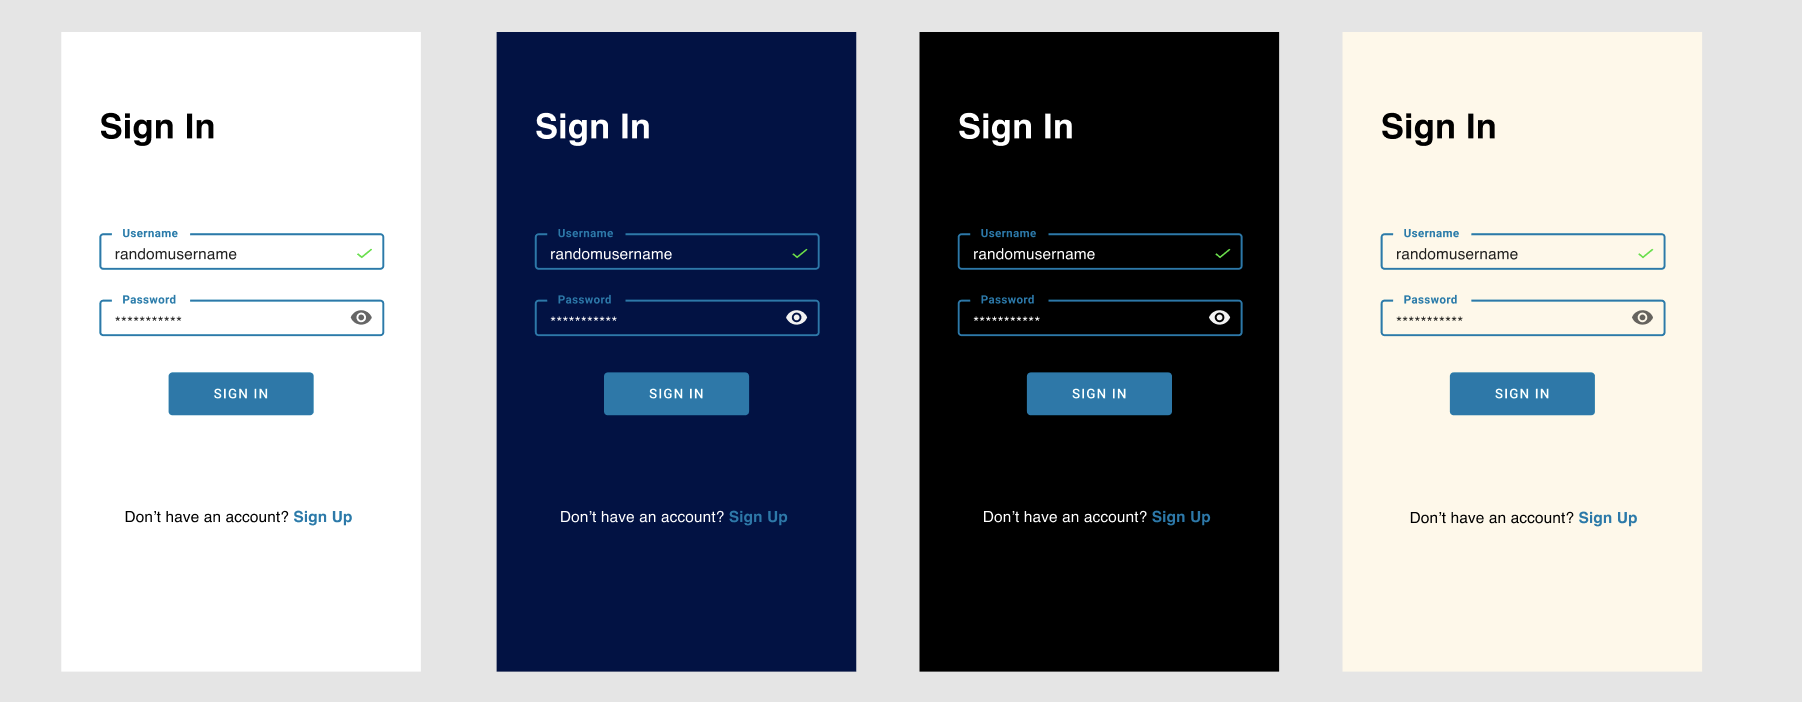 Sign In
Username
randomusername
Password
***********
SIGN IN
Don't have an account? Sign Up
Sign In
Username
randomusername
Password
***********
SIGN IN
Don't have an account? Sign Up
Sign In
Username
randomusername
Password
***********
SIGN IN
Don't have an account? Sign Up
Sign In
Username
randomusername
Password
***********
SIGN IN
Don't have an account? Sign Up